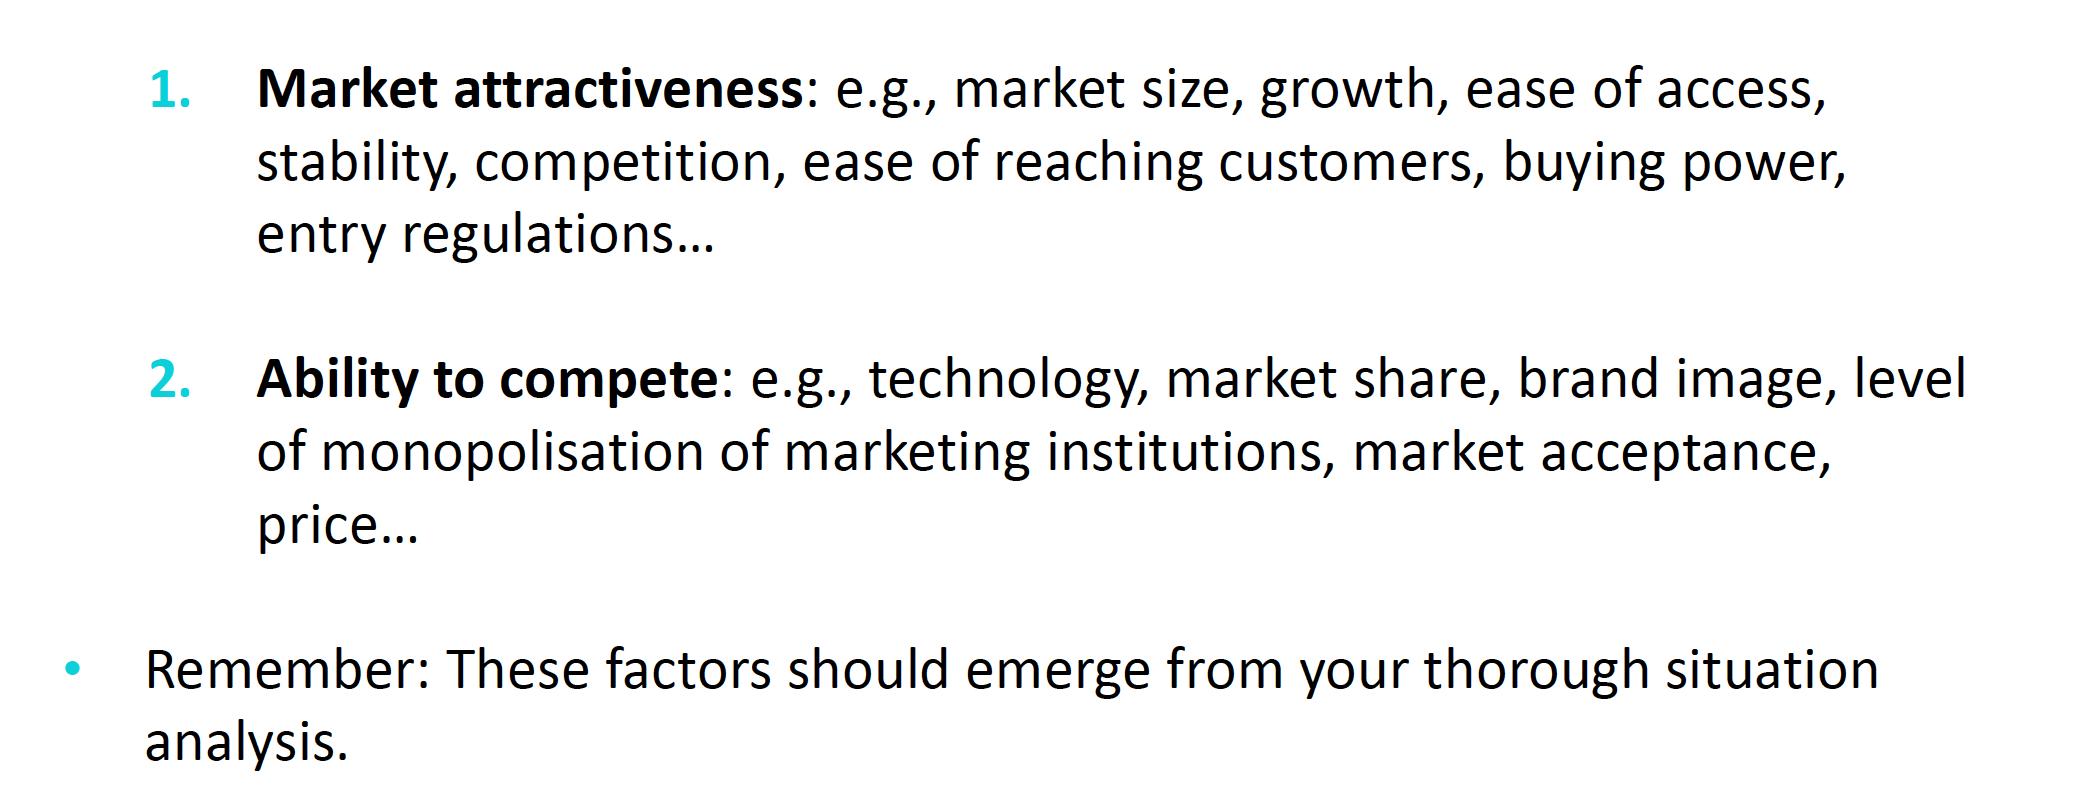 1. Market attractiveness: e.g., market size, growth, ease of access,
stability, competition, ease of reaching customers, buying power,
entry regulations…
2. Ability to compete: e.g., technology, market share, brand image, level
of monopolisation of marketing institutions, market acceptance,
price…
• Remember: These factors should emerge from your thorough situation
analysis.